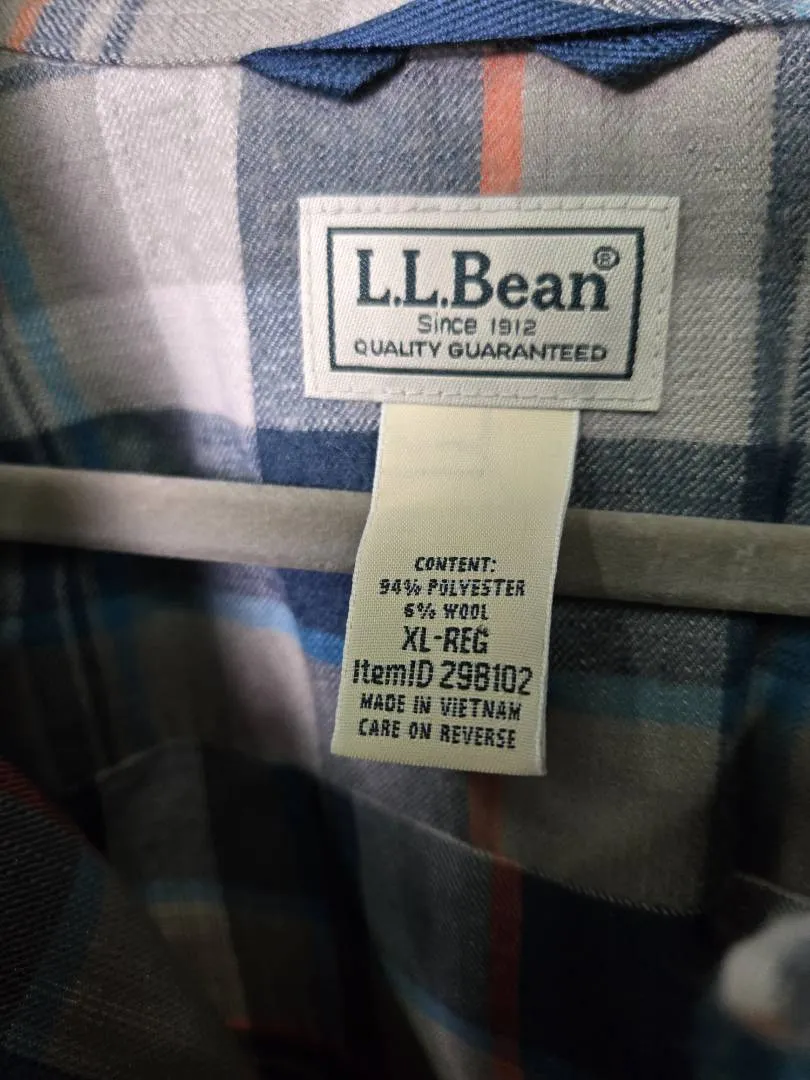 L.L.Bean®
Since 1912
QUALITY GUARANTEED
CONTENT:
94% POLYESTER
6% WOOL
XL-REG
ItemID 298102
MADE IN VIETNAM
CARE ON REVERSE